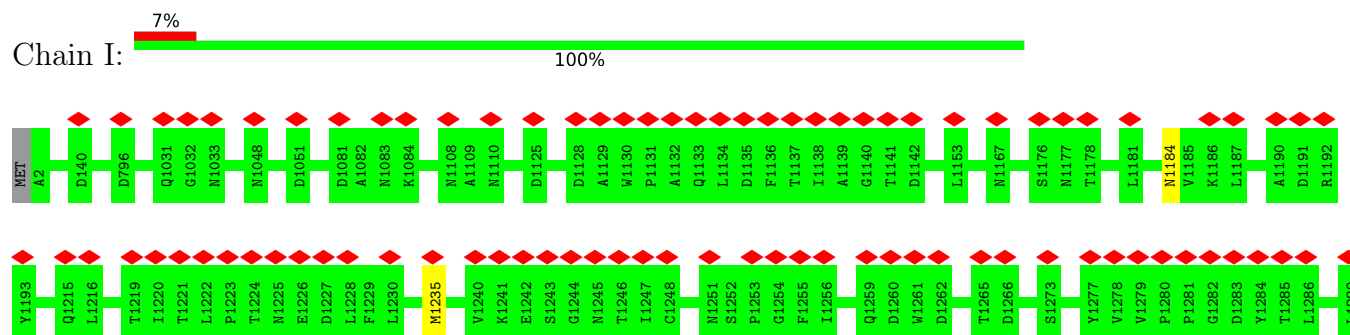 7%
Chain I:
100%
MET A2 D140 D796 Q1031 G1032 N1033 N1048 D1051 D1081 A1082 N1083 K1084 N1108 A1109 N1110 D1125 D1128 A1129 W1130 P1131 A1132 Q1133 L1134 D1135 F1136 T1137 I1138 A1139 G1140 T1141 D1142 L1153 N1167 S1176 N1177 T1178 L1181 N1184 V1185 K1186 L1187 A1190 D1191 R1192
Y1193 Q1215 L1216 T1219 I1220 T1221 L1222 P1223 T1224 N1225 E1226 D1227 L1228 F1229 L1230 M1235 V1240 K1241 E1242 S1243 G1244 N1245 T1246 I1247 C1248 N1251 S1252 P1253 G1254 F1255 I1256 Q1259 D1260 W1261 D1262 T1265 D1266 S1273 Y1277 V1278 V1279 P1280 P1281 G1282 D1283 Y1284 T1285 L1286